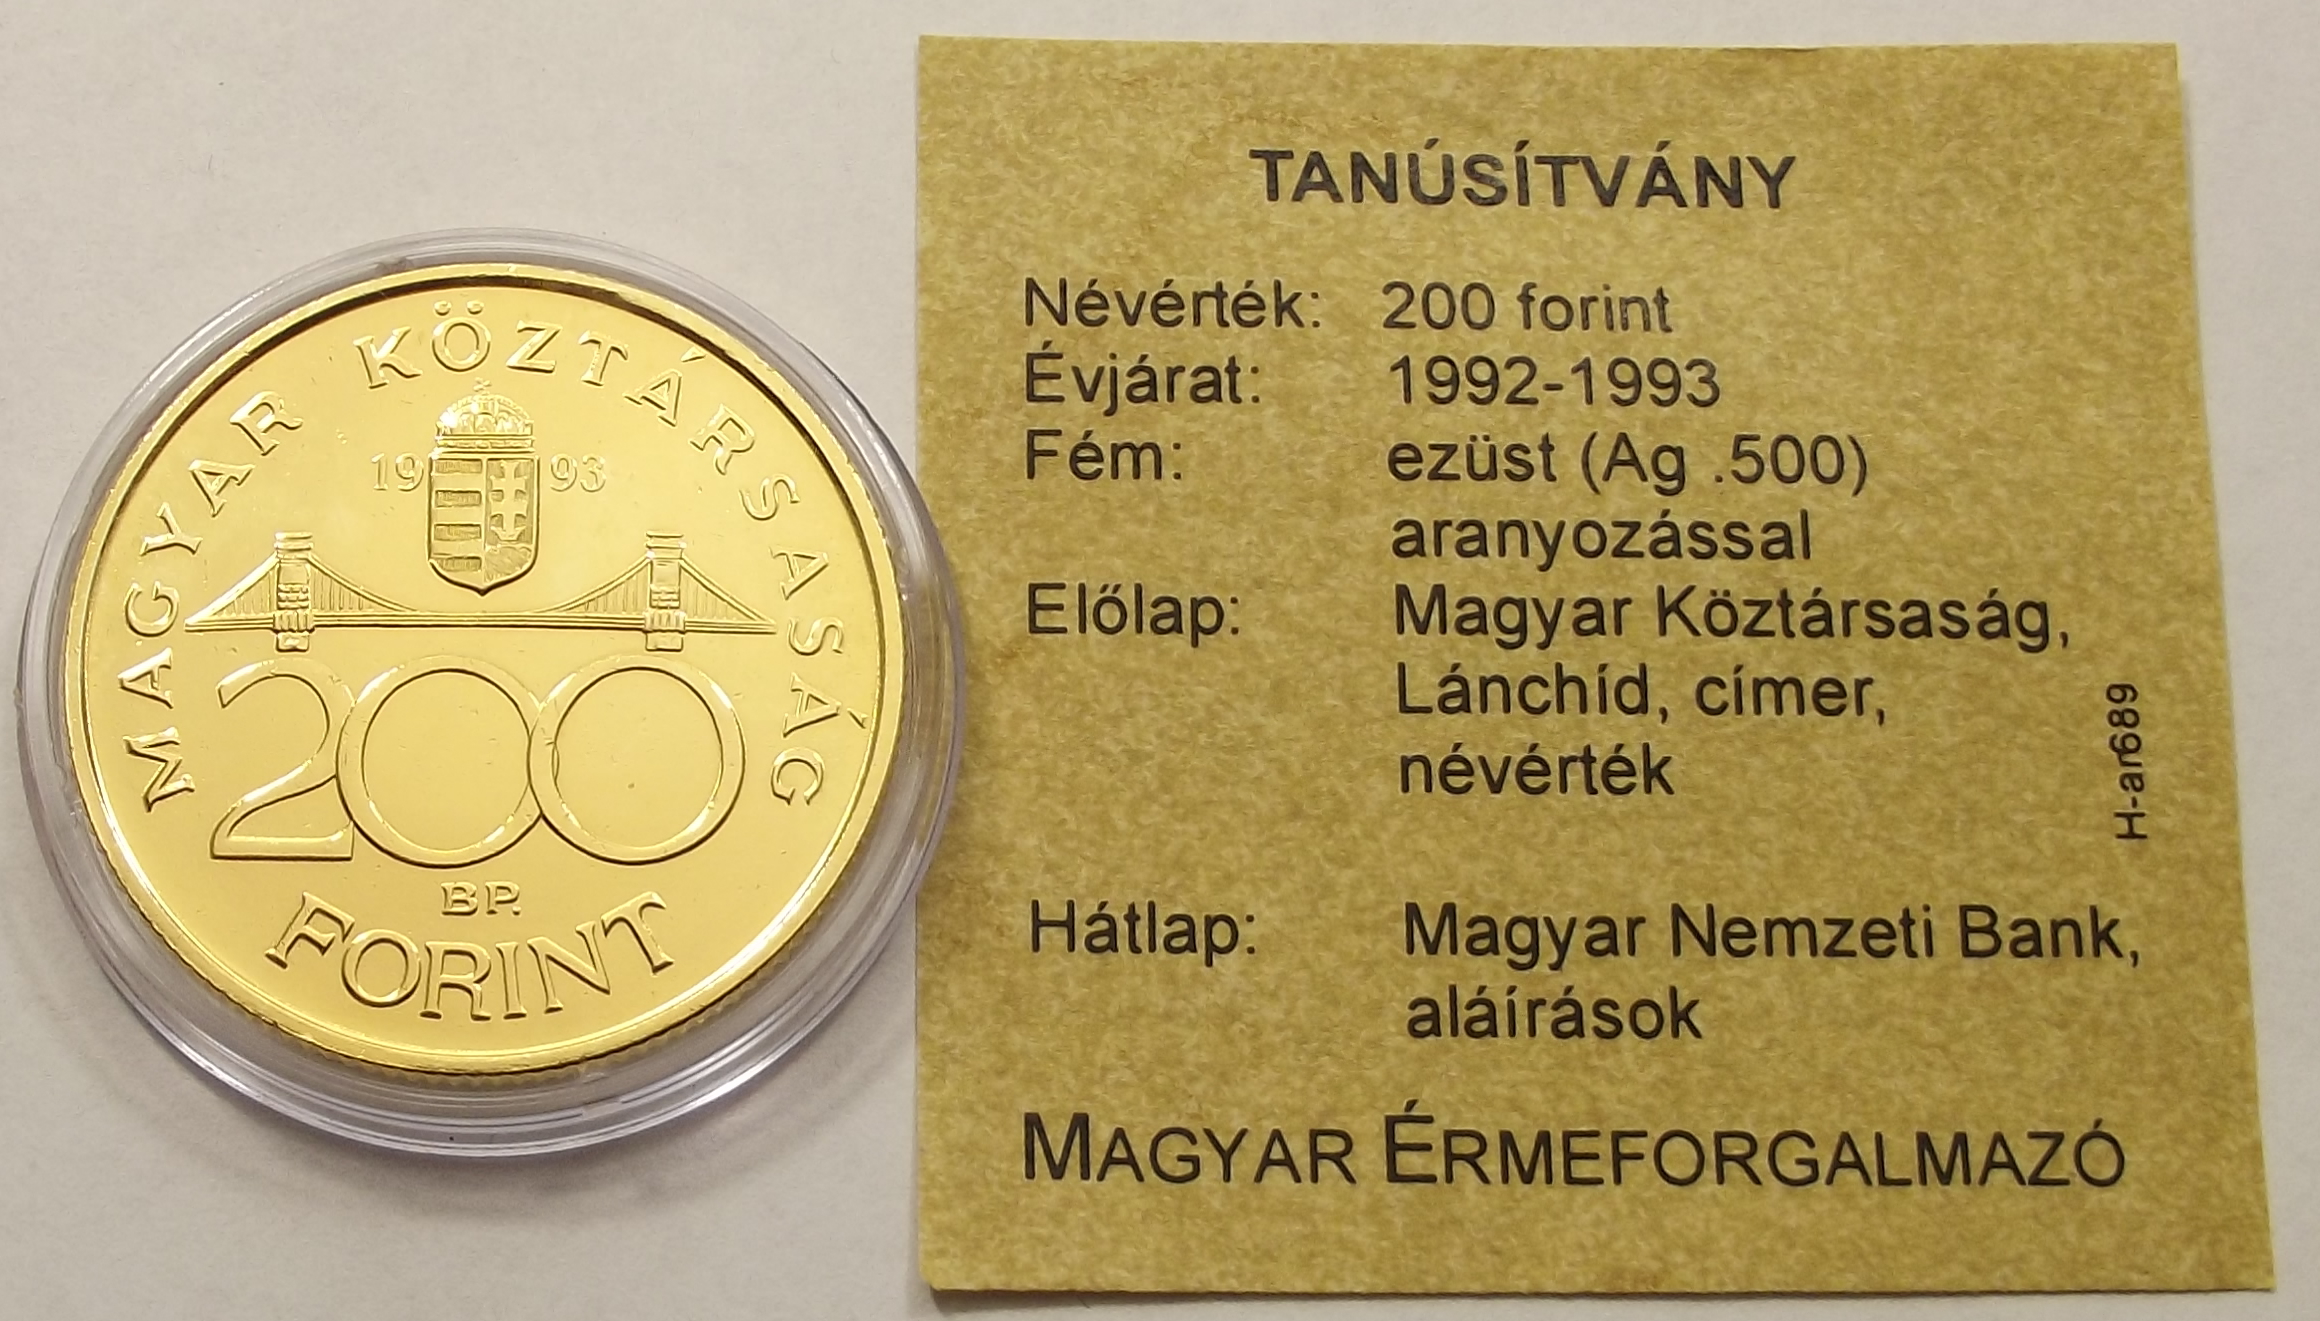 MAGYAR KÖZTÁRSASÁG
19 93
200
BP.
FORINT
TANÚSÍTVÁNY
Névérték: 200 forint
Évjárat: 1992-1993
Fém: ezüst (Ag .500)
aranyozással
Előlap: Magyar Köztársaság,
Lánchíd, címer,
névérték
H-an689
Hátlap: Magyar Nemzeti Bank,
aláírások
MAGYAR ÉRMEFORGALMAZÓ